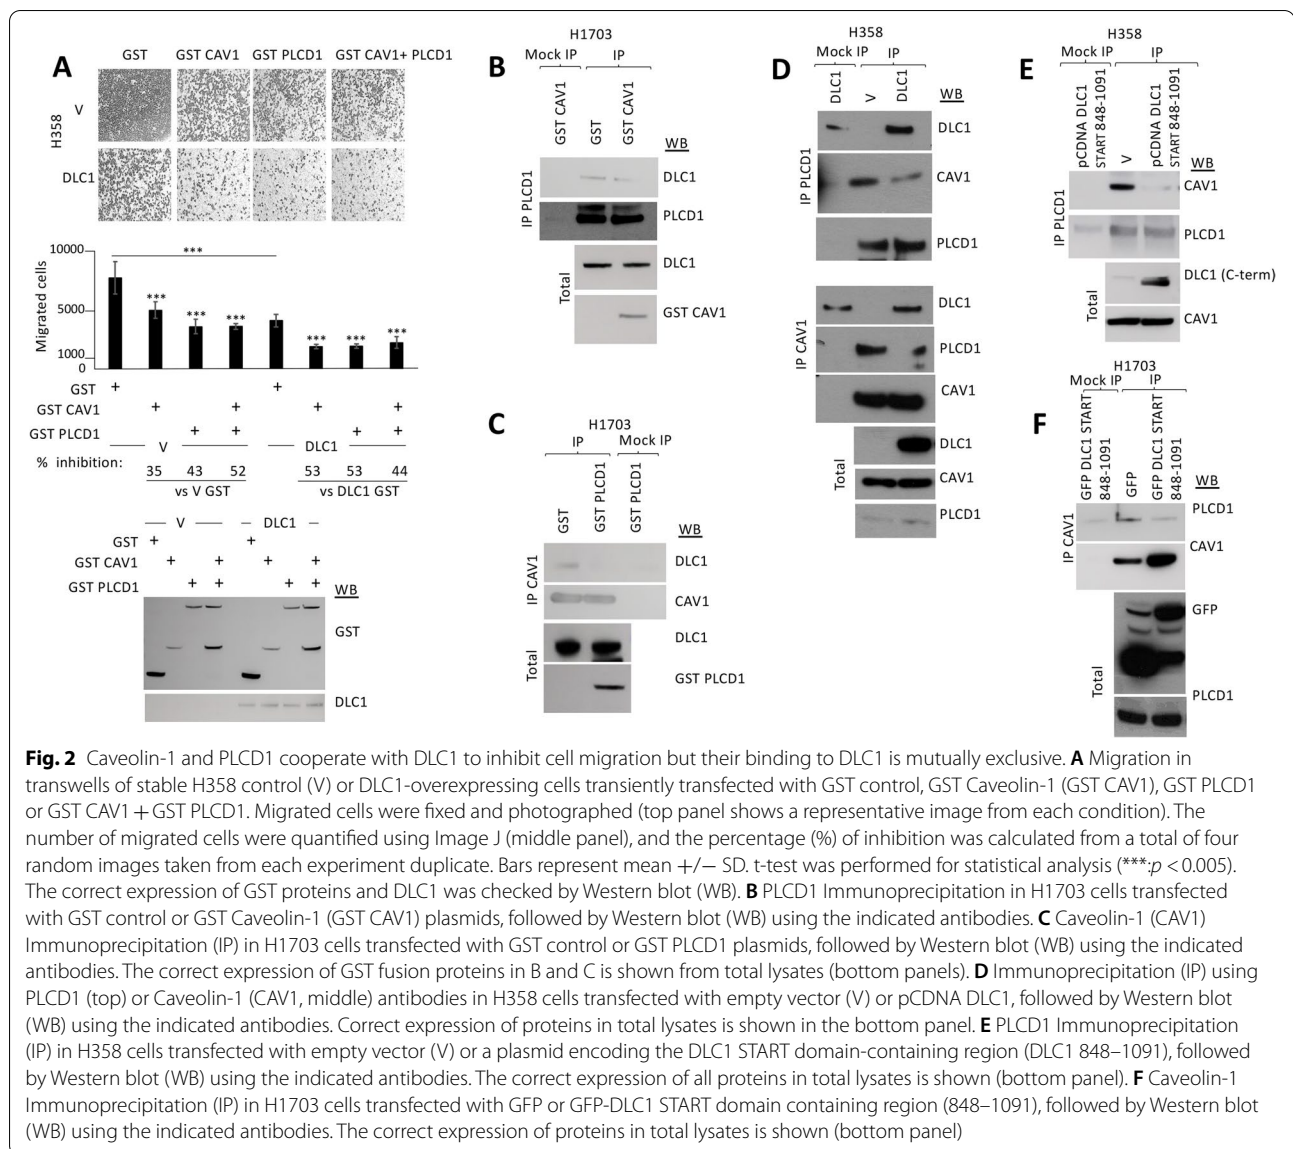 A
GST
GST CAV1
GST PLCD1
GST CAV1+ PLCD1
H358
V
DLC1
Migrated cells
10000
5000
1000
0
***
***
***
***
***
***
***
GST
+
+
GST CAV1
+
+
+
+
GST PLCD1
+
+
+
+
V
DLC1
% inhibition:
35
43
52
53
53
44
vs V GST
vs DLC1 GST
V
DLC1
GST
+
+
GST CAV1
+
+
+
+
GST PLCD1
+
+
+
+
WB
GST
DLC1
B
H1703
Mock IP
IP
GST CAV1
GST
GST CAV1
WB
IP PLCD1
DLC1
PLCD1
Total
DLC1
GST CAV1
C
H1703
IP
Mock IP
GST
GST PLCD1
GST PLCD1
WB
IP CAV1
DLC1
CAV1
Total
DLC1
GST PLCD1
D
H358
Mock IP
IP
DLC1
V
DLC1
WB
IP PLCD1
DLC1
CAV1
PLCD1
IP CAV1
DLC1
PLCD1
CAV1
Total
DLC1
CAV1
PLCD1
E
H358
Mock IP
IP
pCDNA DLC1
START 848-1091
V
pCDNA DLC1
START 848-1091
WB
IP PLCD1
CAV1
PLCD1
Total
DLC1 (C-term)
CAV1
F
H1703
Mock IP
IP
GFP DLC1 START
848-1091
GFP
GFP DLC1 START
848-1091
WB
IP CAV1
PLCD1
CAV1
Total
GFP
PLCD1
Fig. 2 Caveolin-1 and PLCD1 cooperate with DLC1 to inhibit cell migration but their binding to DLC1 is mutually exclusive. A Migration in
transwells of stable H358 control (V) or DLC1-overexpressing cells transiently transfected with GST control, GST Caveolin-1 (GST CAV1), GST PLCD1
or GST CAV1 + GST PLCD1. Migrated cells were fixed and photographed (top panel shows a representative image from each condition). The
number of migrated cells were quantified using Image J (middle panel), and the percentage (%) of inhibition was calculated from a total of four
random images taken from each experiment duplicate. Bars represent mean +/− SD. t-test was performed for statistical analysis (***:p < 0.005).
The correct expression of GST proteins and DLC1 was checked by Western blot (WB). B PLCD1 Immunoprecipitation in H1703 cells transfected
with GST control or GST Caveolin-1 (GST CAV1) plasmids, followed by Western blot (WB) using the indicated antibodies. C Caveolin-1 (CAV1)
Immunoprecipitation (IP) in H1703 cells transfected with GST control or GST PLCD1 plasmids, followed by Western blot (WB) using the indicated
antibodies. The correct expression of GST fusion proteins in B and C is shown from total lysates (bottom panels). D Immunoprecipitation (IP) using
PLCD1 (top) or Caveolin-1 (CAV1, middle) antibodies in H358 cells transfected with empty vector (V) or pCDNA DLC1, followed by Western blot
(WB) using the indicated antibodies. Correct expression of proteins in total lysates is shown in the bottom panel. E PLCD1 Immunoprecipitation
(IP) in H358 cells transfected with empty vector (V) or a plasmid encoding the DLC1 START domain-containing region (DLC1 848–1091), followed
by Western blot (WB) using the indicated antibodies. The correct expression of all proteins in total lysates is shown (bottom panel). F Caveolin-1
Immunoprecipitation (IP) in H1703 cells transfected with GFP or GFP-DLC1 START domain containing region (848–1091), followed by Western blot
(WB) using the indicated antibodies. The correct expression of proteins in total lysates is shown (bottom panel)